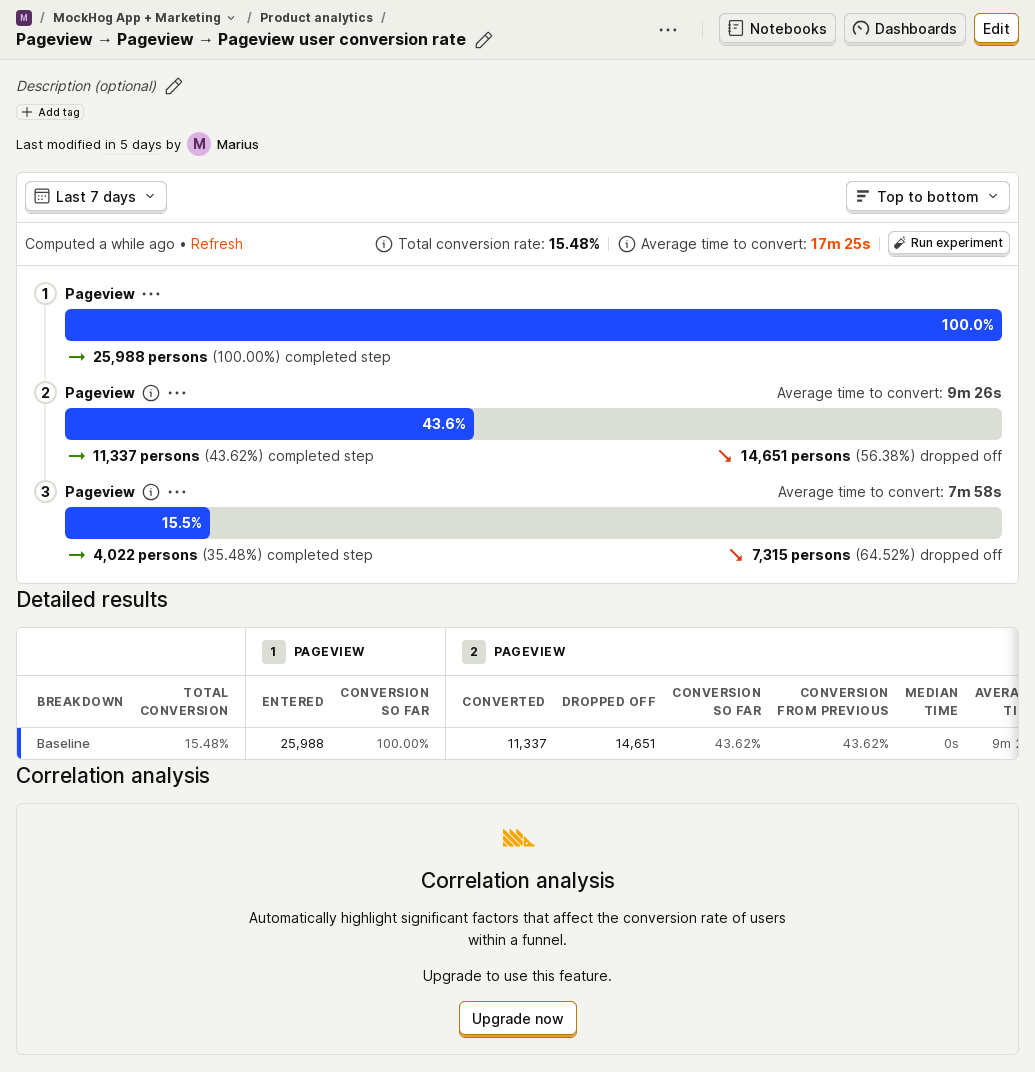 M / MockHog App + Marketing / Product analytics /
Pageview → Pageview → Pageview user conversion rate
Notebooks
Dashboards
Edit
Description (optional)
Add tag
Last modified in 5 days by M Marius
Last 7 days
Top to bottom
Computed a while ago • Refresh
Total conversion rate: 15.48%
Average time to convert: 17m 25s
Run experiment
1 Pageview
100.0%
25,988 persons (100.00%) completed step
2 Pageview
Average time to convert: 9m 26s
43.6%
11,337 persons (43.62%) completed step
14,651 persons (56.38%) dropped off
3 Pageview
Average time to convert: 7m 58s
15.5%
4,022 persons (35.48%) completed step
7,315 persons (64.52%) dropped off
Detailed results
1 PAGEVIEW
2 PAGEVIEW
BREAKDOWN
TOTAL
CONVERSION
ENTERED
CONVERSION
SO FAR
CONVERTED
DROPPED OFF
CONVERSION
SO FAR
CONVERSION
FROM PREVIOUS
MEDIAN
TIME
Baseline 15.48% 25,988 100.00% 11,337 14,651 43.62% 43.62% 0s 9m
Correlation analysis
Correlation analysis
Automatically highlight significant factors that affect the conversion rate of users
within a funnel.
Upgrade to use this feature.
Upgrade now